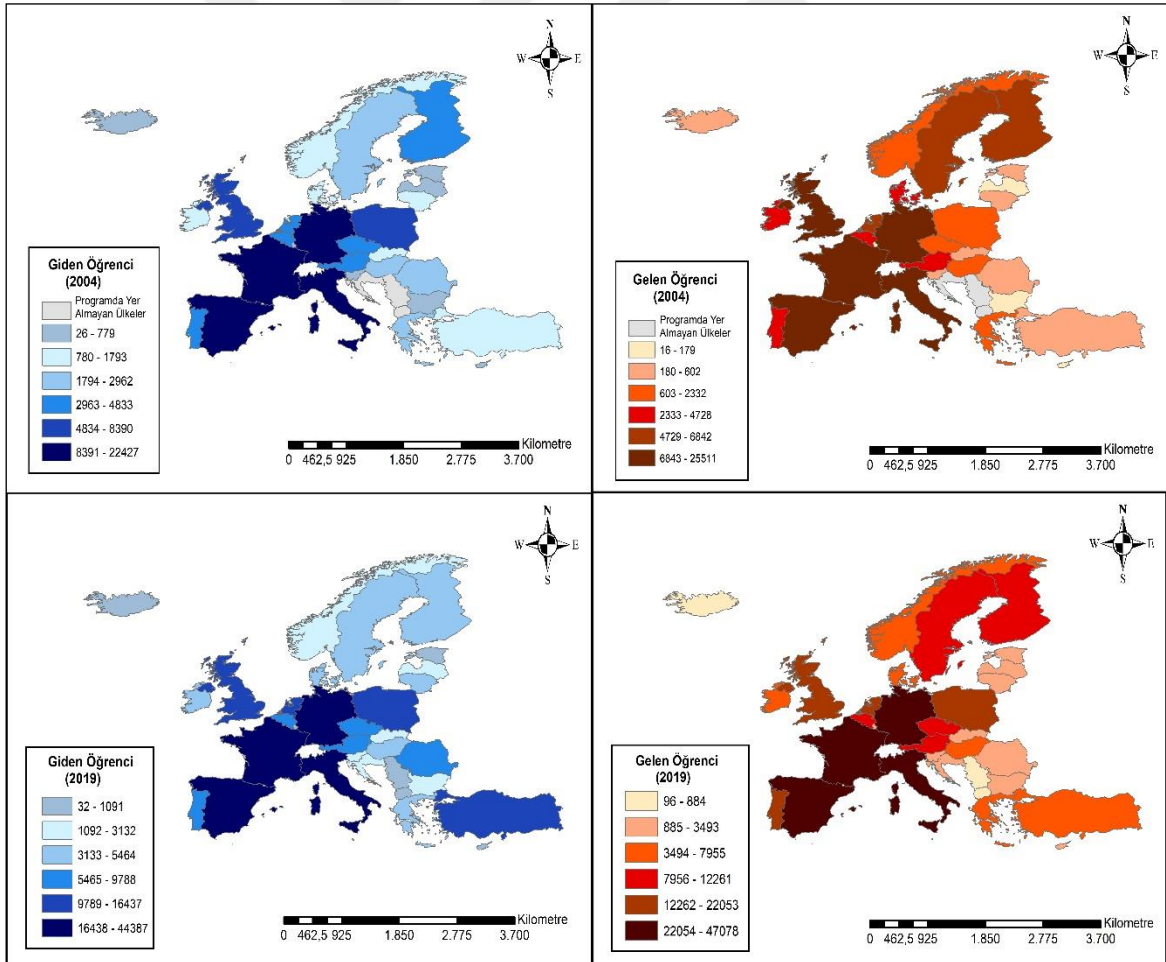 N
W E
S
Giden Öğrenci
(2004)
Programda Yer
Almayan Ülkeler
26 - 779
780 - 1793
1794 - 2962
2963 - 4833
4834 - 8390
8391 - 22427
Kilometre
0 462,5 925 1.850 2.775 3.700
N
W E
S
Gelen Öğrenci
(2004)
Programda Yer
Almayan Ülkeler
16 - 179
180 - 602
603 - 2332
2333 - 4728
4729 - 6842
6843 - 25511
Kilometre
0 462,5 925 1.850 2.775 3.700
N
W E
S
Giden Öğrenci
(2019)
32 - 1091
1092 - 3132
3133 - 5464
5465 - 9788
9789 - 16437
16438 - 44387
Kilometre
0 462,5 925 1.850 2.775 3.700
N
W E
S
Gelen Öğrenci
(2019)
96 - 884
885 - 3493
3494 - 7955
7956 - 12261
12262 - 22053
22054 - 47078
Kilometre
0 462,5 925 1.850 2.775 3.700